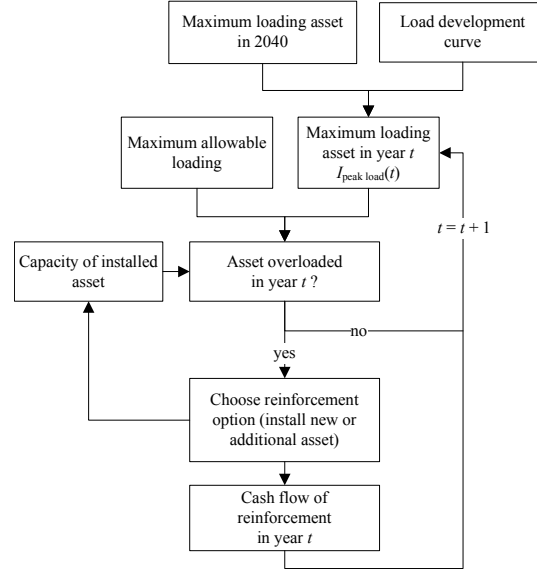 Maximum loading asset
in 2040
Load development
curve
Maximum allowable
loading
Maximum loading
asset in year t
I peak load(t)
t = t + 1
Capacity of installed
asset
Asset overloaded
in year t ?
no
yes
Choose reinforcement
option (install new or
additional asset)
Cash flow of
reinforcement
in year t